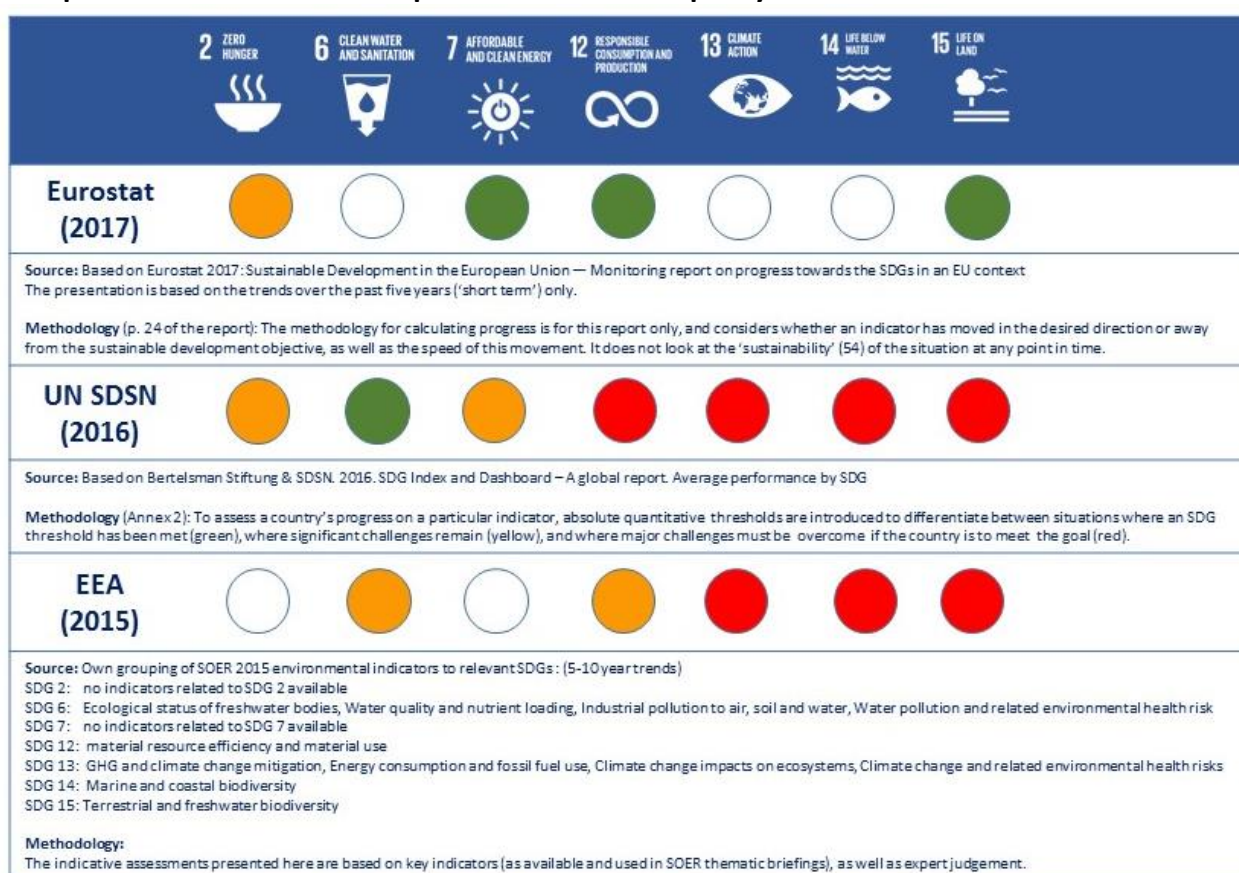 2 ZERO HUNGER
6 CLEAN WATER AND SANITATION
7 AFFORDABLE AND CLEAN ENERGY
12 RESPONSIBLE CONSUMPTION AND PRODUCTION
13 CLIMATE ACTION
14 LIFE BELOW WATER
15 LIFE ON LAND
Eurostat
(2017)
Source: Based on Eurostat 2017: Sustainable Development in the European Union — Monitoring report on progress towards the SDGs in an EU context
The presentation is based on the trends over the past five years ('short term') only.
Methodology (p. 24 of the report): The methodology for calculating progress is for this report only, and considers whether an indicator has moved in the desired direction or away
from the sustainable development objective, as well as the speed of this movement. It does not look at the 'sustainability' (54) of the situation at any point in time.
UN SDSN
(2016)
Source: Based on Bertelsman Stiftung & SDSN. 2016. SDG Index and Dashboard – A global report. Average performance by SDG
Methodology (Annex 2): To assess a country's progress on a particular indicator, absolute quantitative thresholds are introduced to differentiate between situations where an SDG
threshold has been met (green), where significant challenges remain (yellow), and where major challenges must be overcome if the country is to meet the goal (red).
EEA
(2015)
Source: Own grouping of SOER 2015 environmental indicators to relevant SDGs : (5-10 year trends)
SDG 2: no indicators related to SDG 2 available
SDG 6: Ecological status of freshwater bodies, Water quality and nutrient loading, Industrial pollution to air, soil and water, Water pollution and related environmental health risk
SDG 7: no indicators related to SDG 7 available
SDG 12: material resource efficiency and material use
SDG 13: GHG and climate change mitigation, Energy consumption and fossil fuel use, Climate change impacts on ecosystems, Climate change and related environmental health risks
SDG 14: Marine and coastal biodiversity
SDG 15: Terrestrial and freshwater biodiversity
Methodology:
The indicative assessments presented here are based on key indicators (as available and used in SOER thematic briefings), as well as expert judgement.